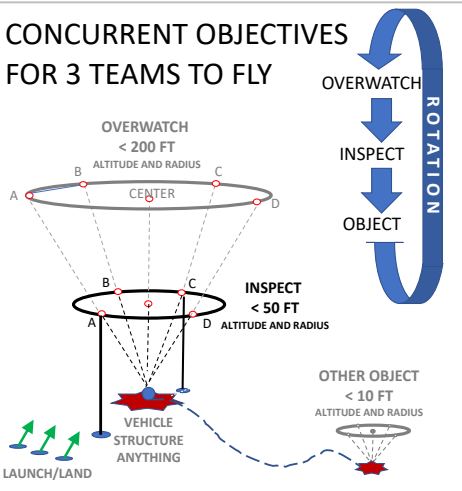 CONCURRENT OBJECTIVES
FOR 3 TEAMS TO FLY
OVERWATCH
INSPECT
OBJECT
ROTATION
OVERWATCH
< 200 FT
ALTITUDE AND RADIUS
A
B
CENTER
C
D
INSPECT
< 50 FT
ALTITUDE AND RADIUS
A
B
C
D
VEHICLE
STRUCTURE
ANYTHING
OTHER OBJECT
< 10 FT
ALTITUDE AND RADIUS
LAUNCH/LAND